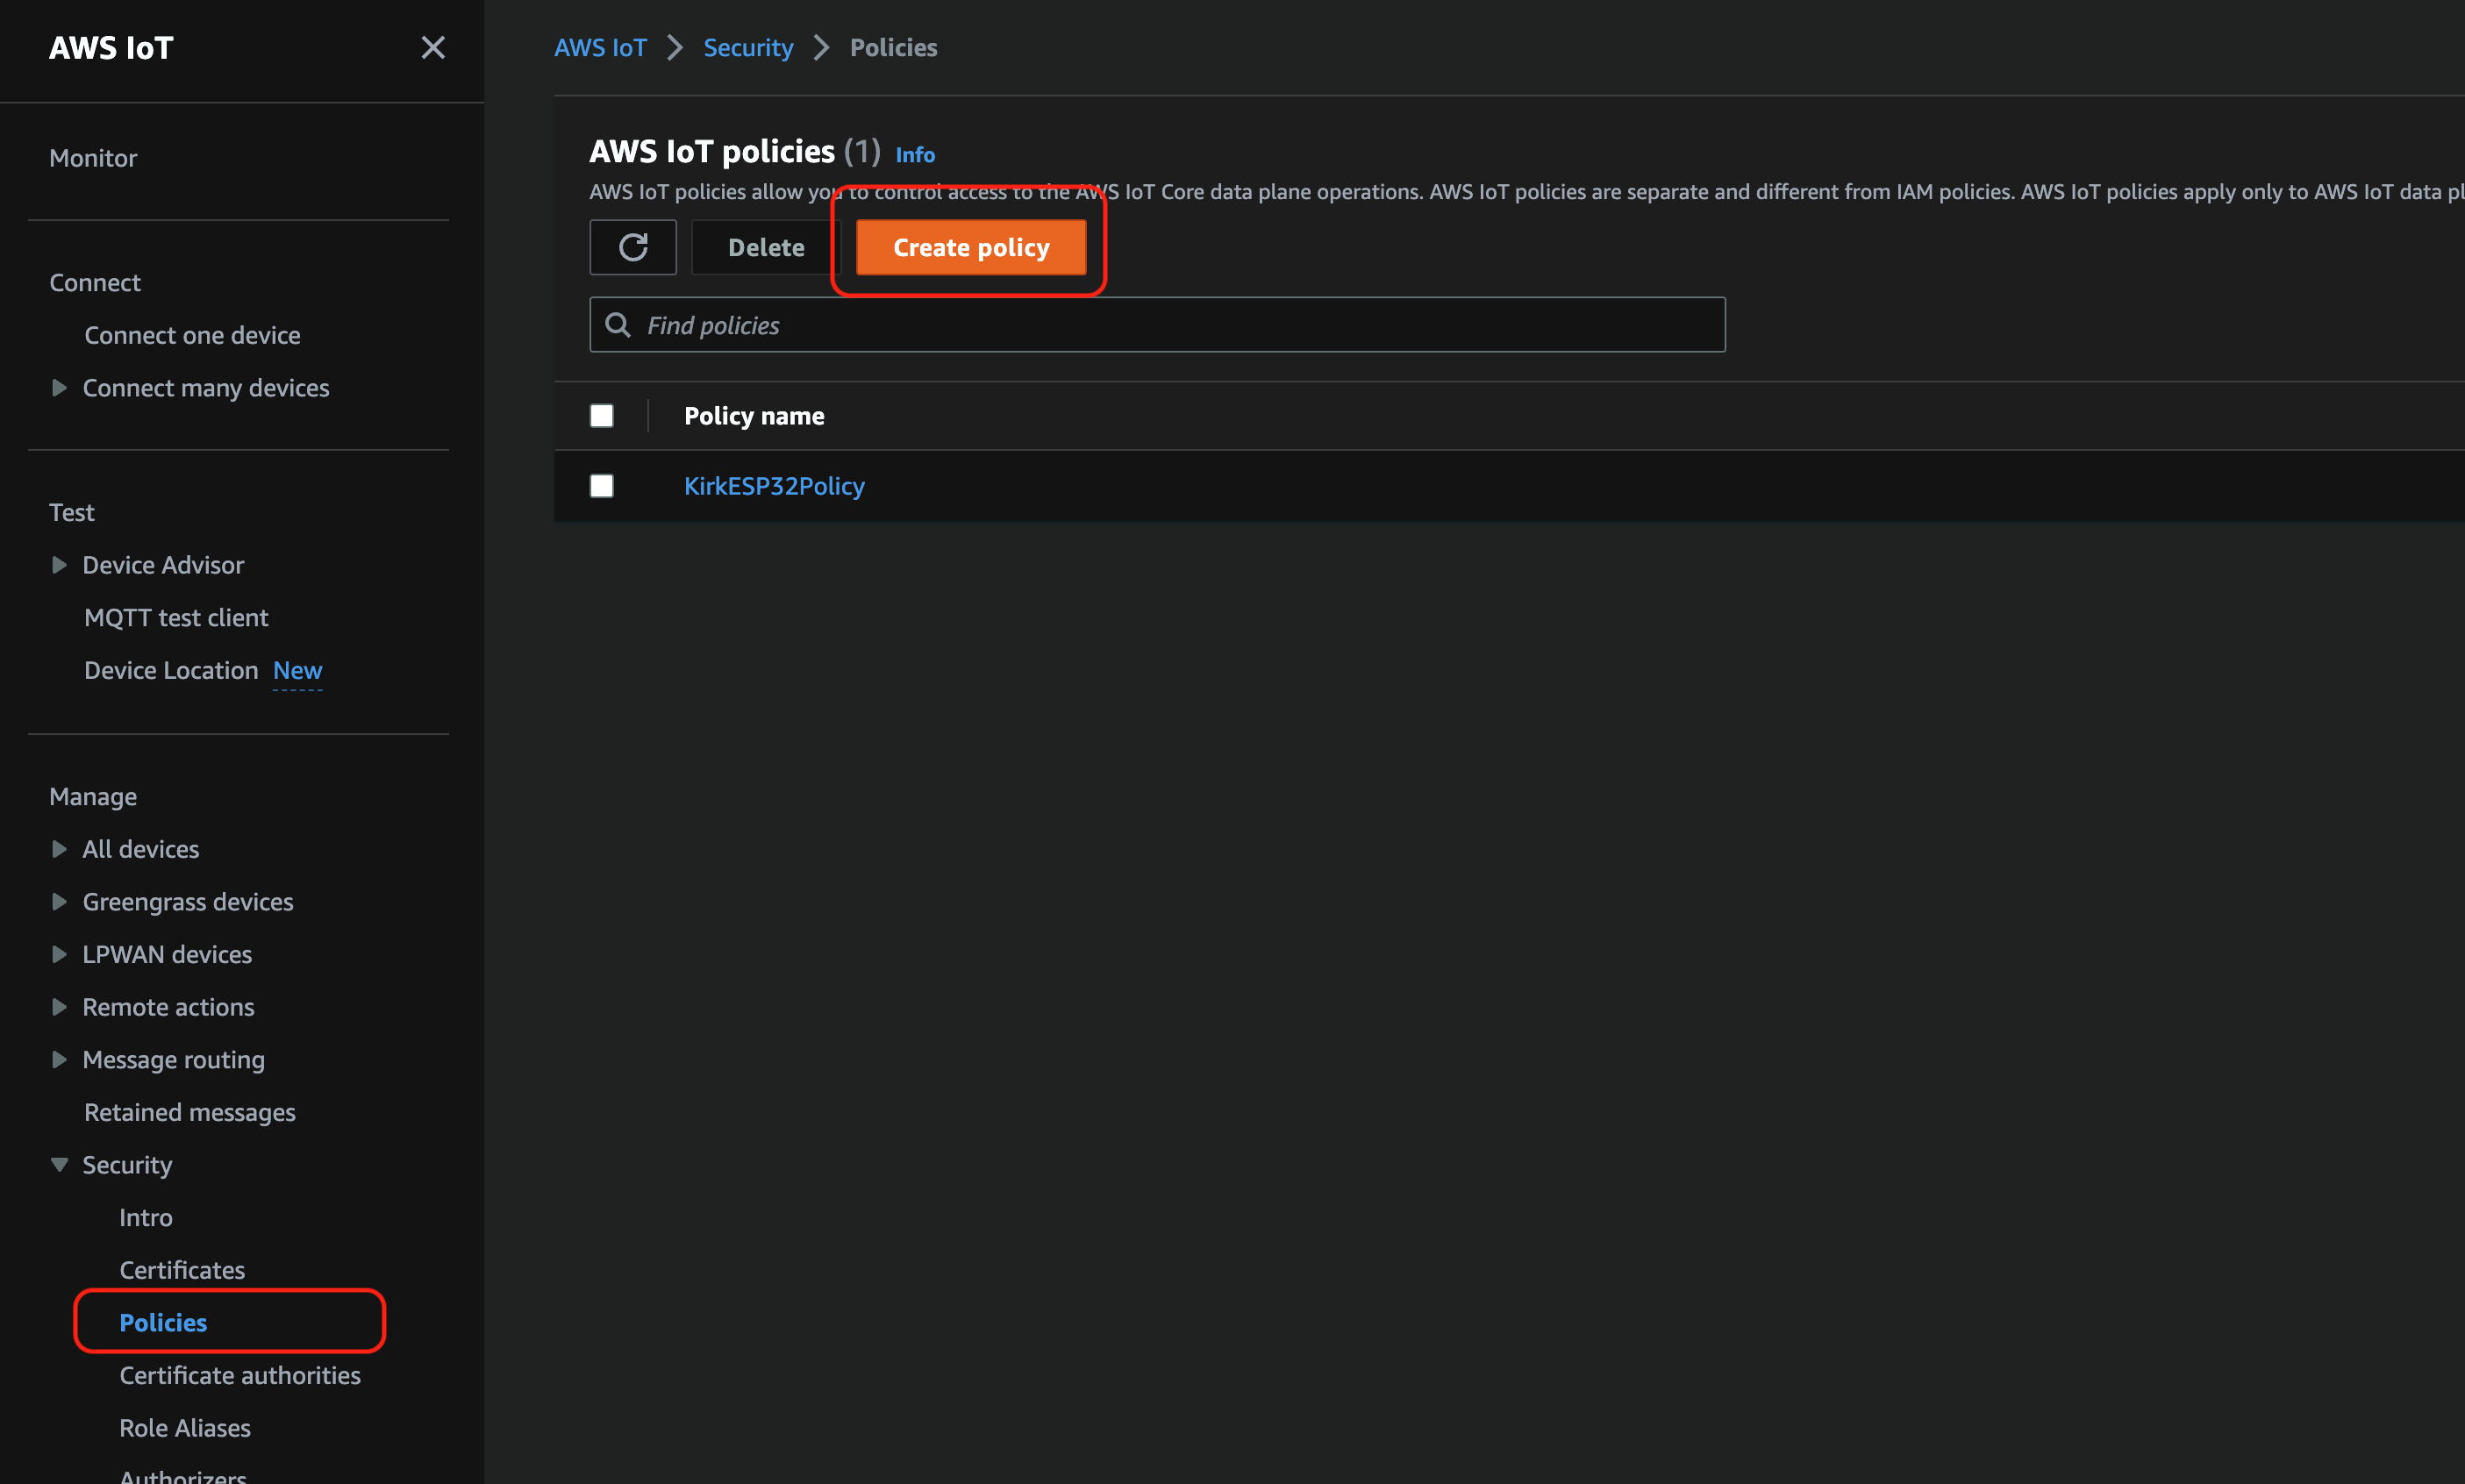 AWS IoT
Monitor
Connect
Connect one device
Connect many devices
Test
Device Advisor
MQTT test client
Device Location New
Manage
All devices
Greengrass devices
LPWAN devices
Remote actions
Message routing
Retained messages
Security
Intro
Certificates
Policies
Certificate authorities
Role Aliases
Authorizers
AWS IoT Security Policies
AWS IoT policies (1) Info
AWS IoT policies allow you to control access to the AWS IoT Core data plane operations. AWS IoT policies are separate and different from IAM policies. AWS IoT policies apply only to AWS IoT data pl
Delete Create policy
Find policies
Policy name
KirkESP32Policy